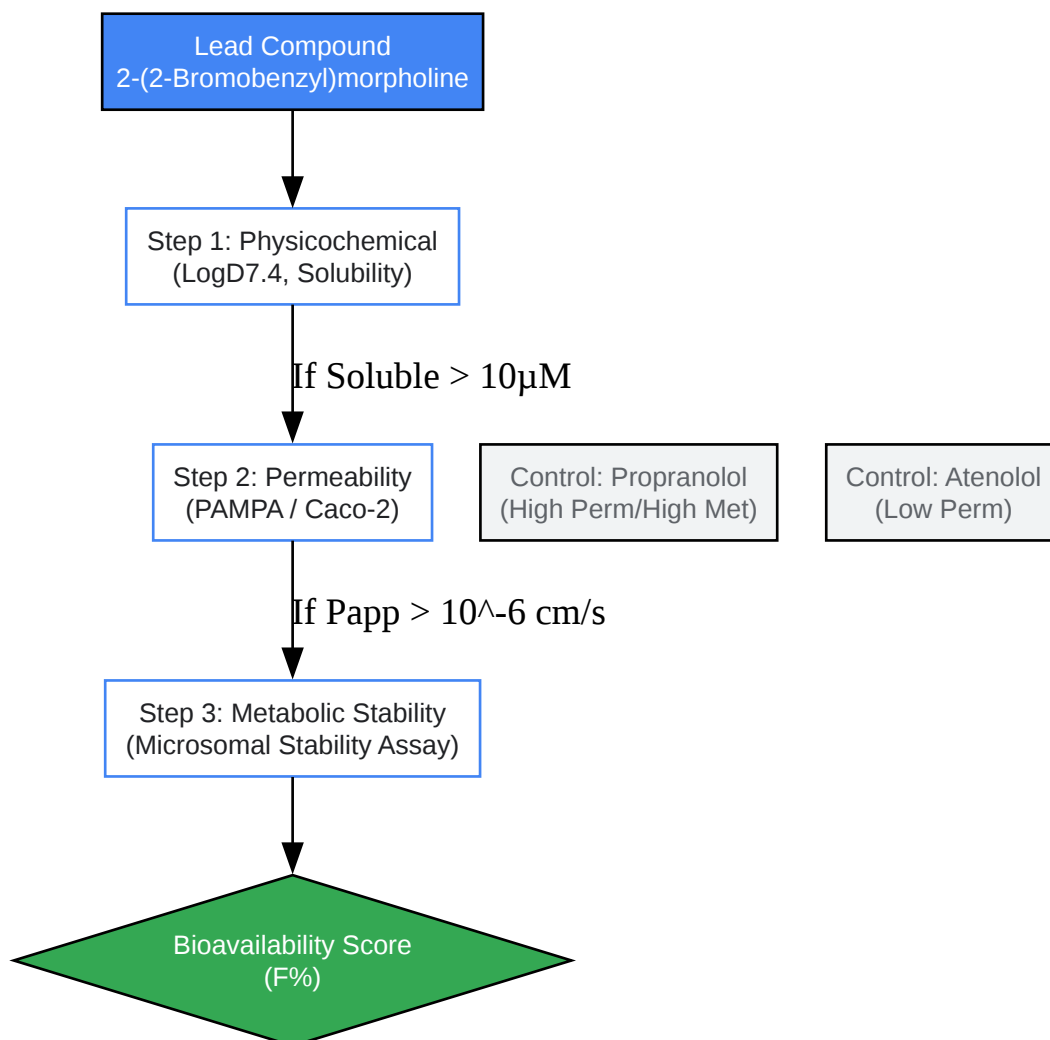 Lead Compound
2-(2-Bromobenzyl)morpholine
Step 1: Physicochemical
(LogD7.4, Solubility)
If Soluble > 10µM
Step 2: Permeability
(PAMPA / Caco-2)
Control: Propranolol
(High Perm/High Met)
Control: Atenolol
(Low Perm)
If Papp > 10^-6 cm/s
Step 3: Metabolic Stability
(Microsomal Stability Assay)
Bioavailability Score
(F%)